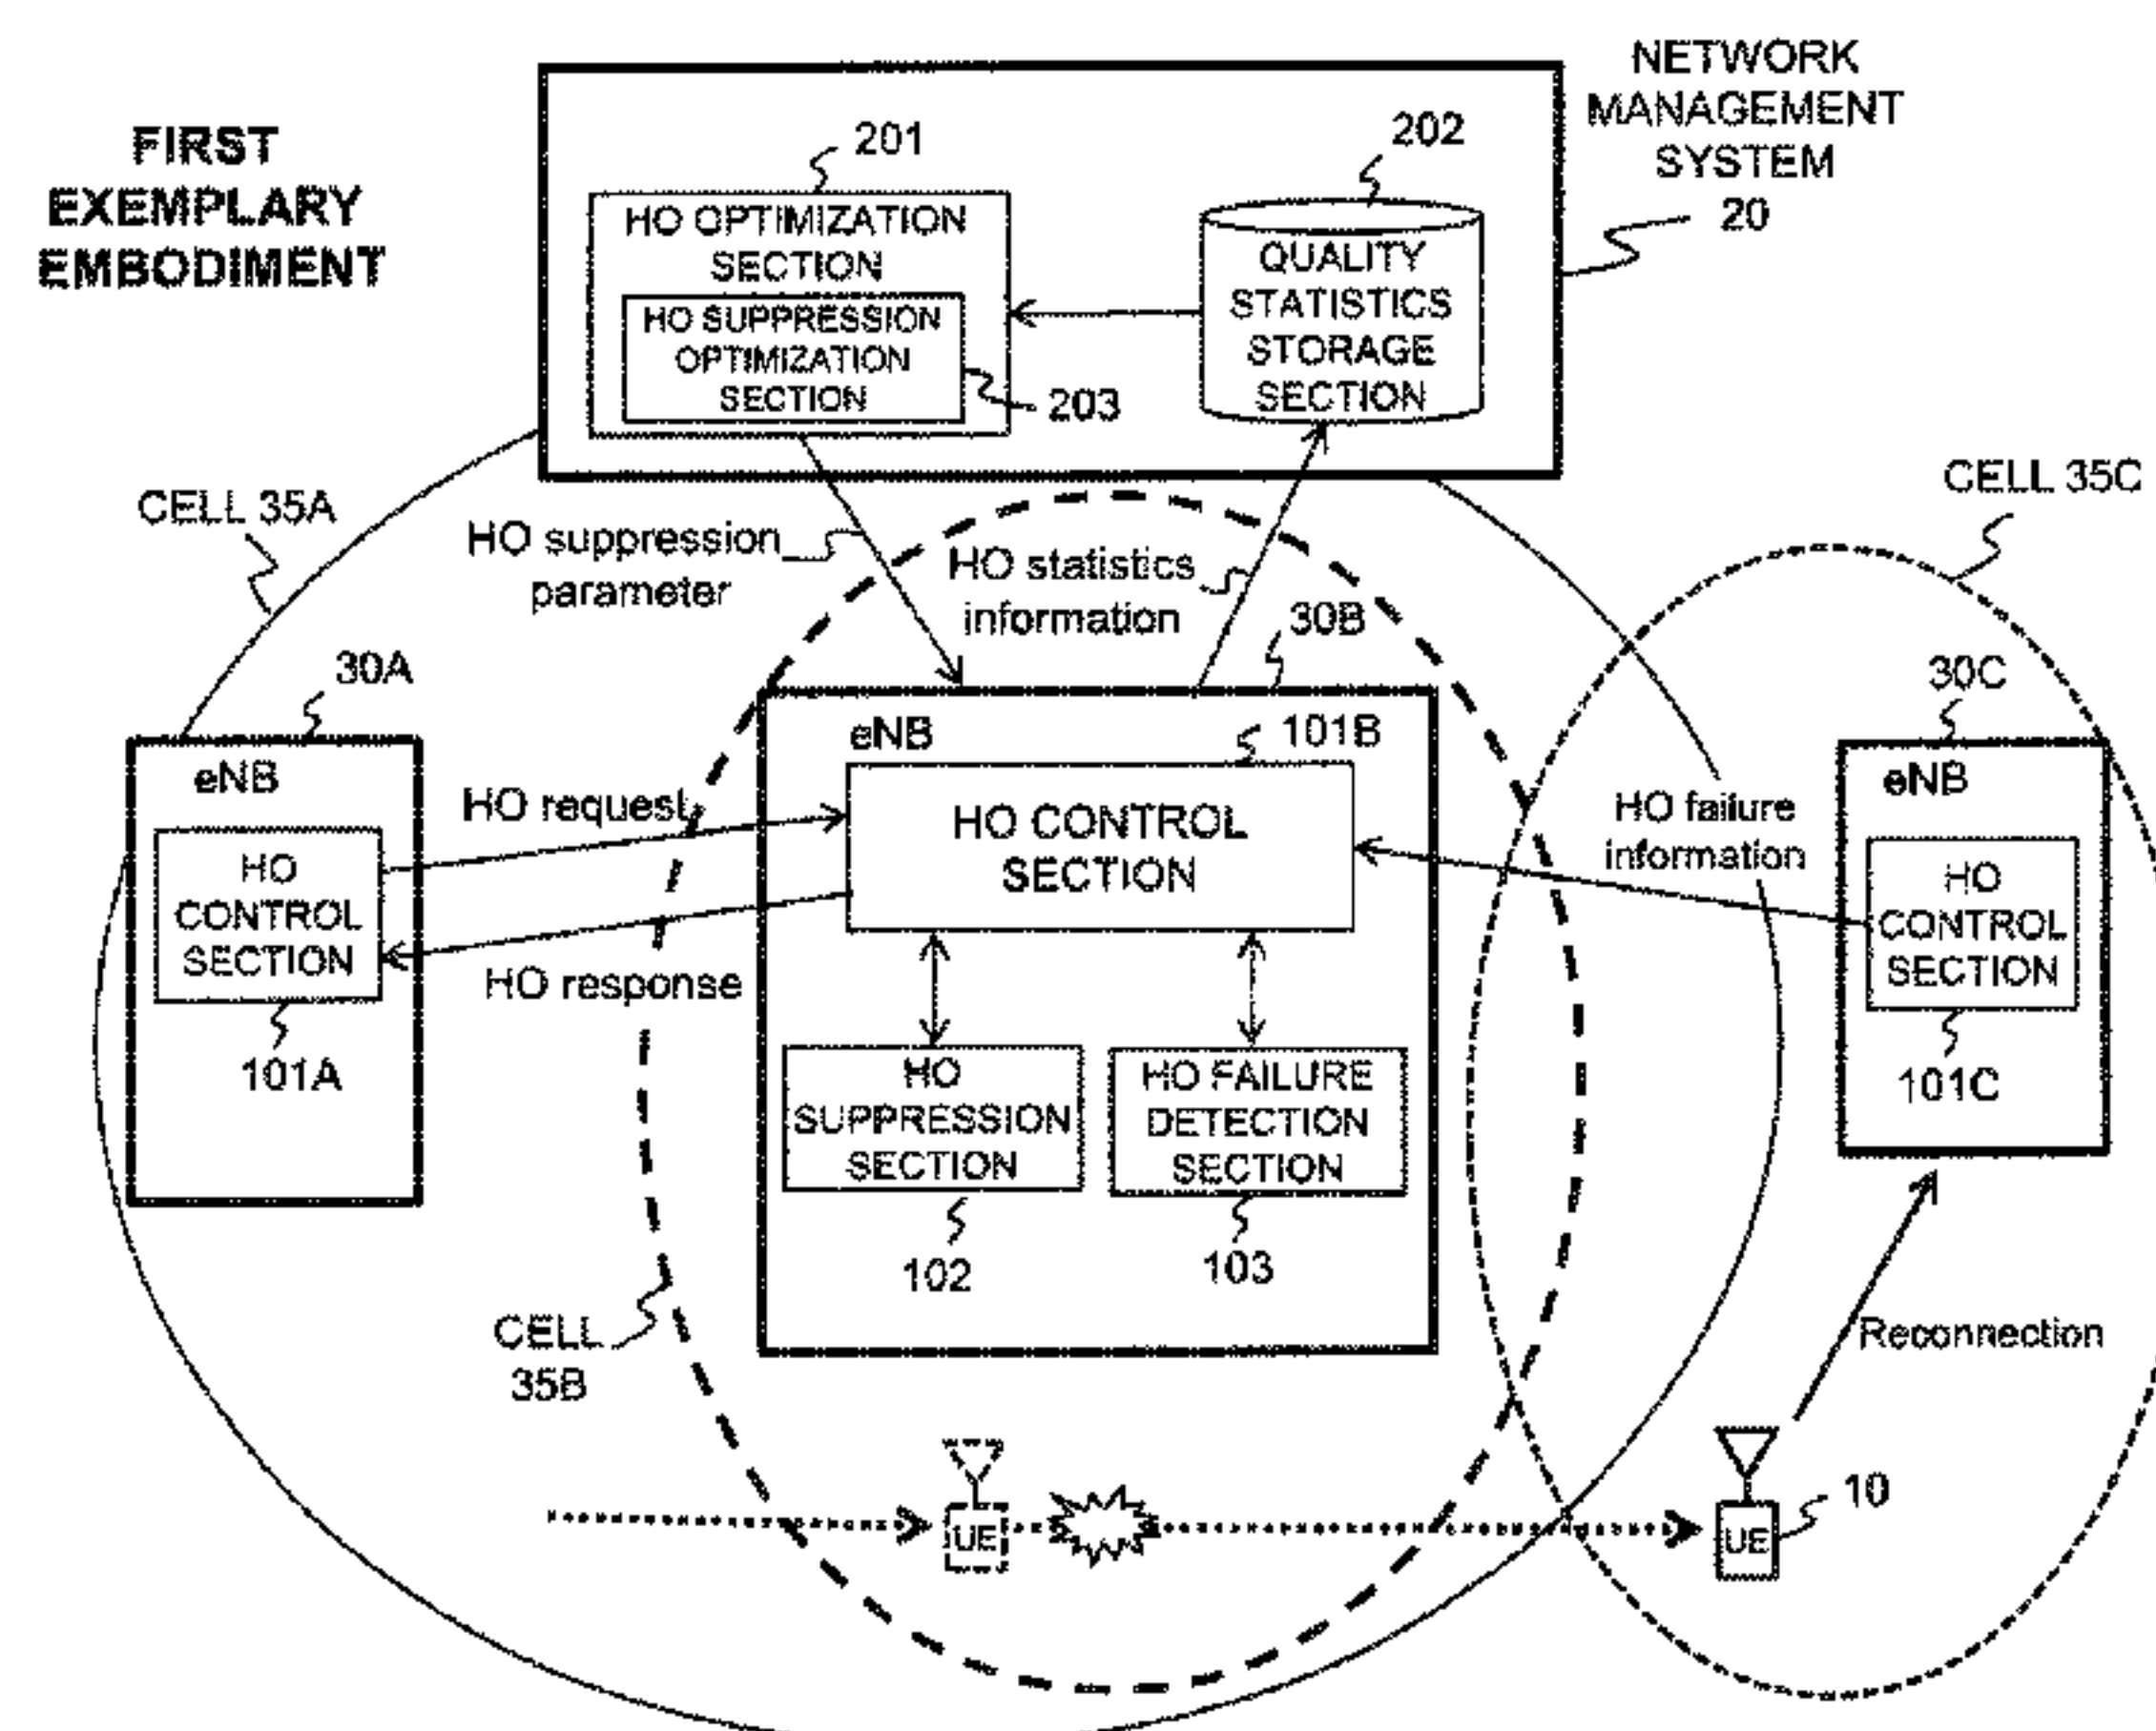 FIRST
EXEMPLARY
EMBODIMENT
NETWORK
MANAGEMENT
SYSTEM
20
201
202
HO OPTIMIZATION
SECTION
HO SUPPRESSION
OPTIMIZATION
SECTION
203
QUALITY
STATISTICS
STORAGE
SECTION
CELL 35A
CELL 35C
HO suppression
parameter
HO statistics
information
30A
30B
30C
eNB
HO
CONTROL
SECTION
101A
HO request
HO response
eNB
101B
HO CONTROL
SECTION
HO
SUPPRESSION
SECTION
102
HO FAILURE
DETECTION
SECTION
103
HO failure
information
eNB
HO
CONTROL
SECTION
101C
CELL
35B
Reconnection
UE
UE
10